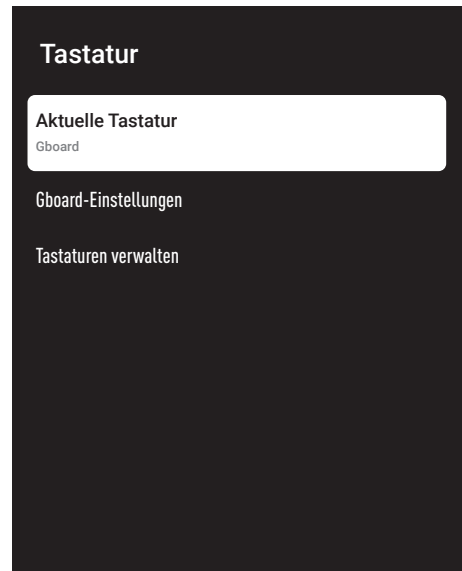 Tastatur
Aktuelle Tastatur
Gboard
Gboard-Einstellungen
Tastaturen verwalten